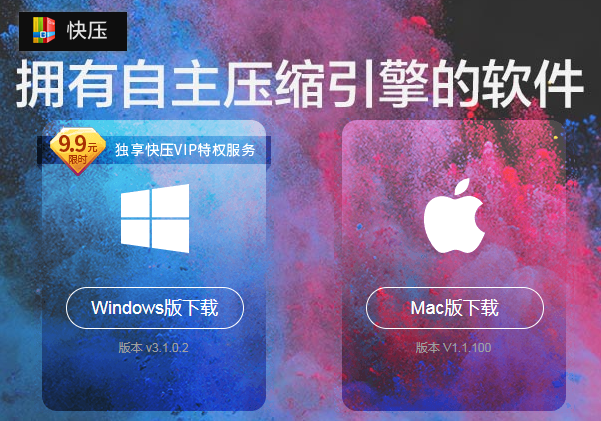 快压
拥有自主压缩引擎的软件
9.9元
限时
独享快压VIP特权服务
Windows版下载
版本 v3.1.0.2
Mac版下载
版本 V1.1.100